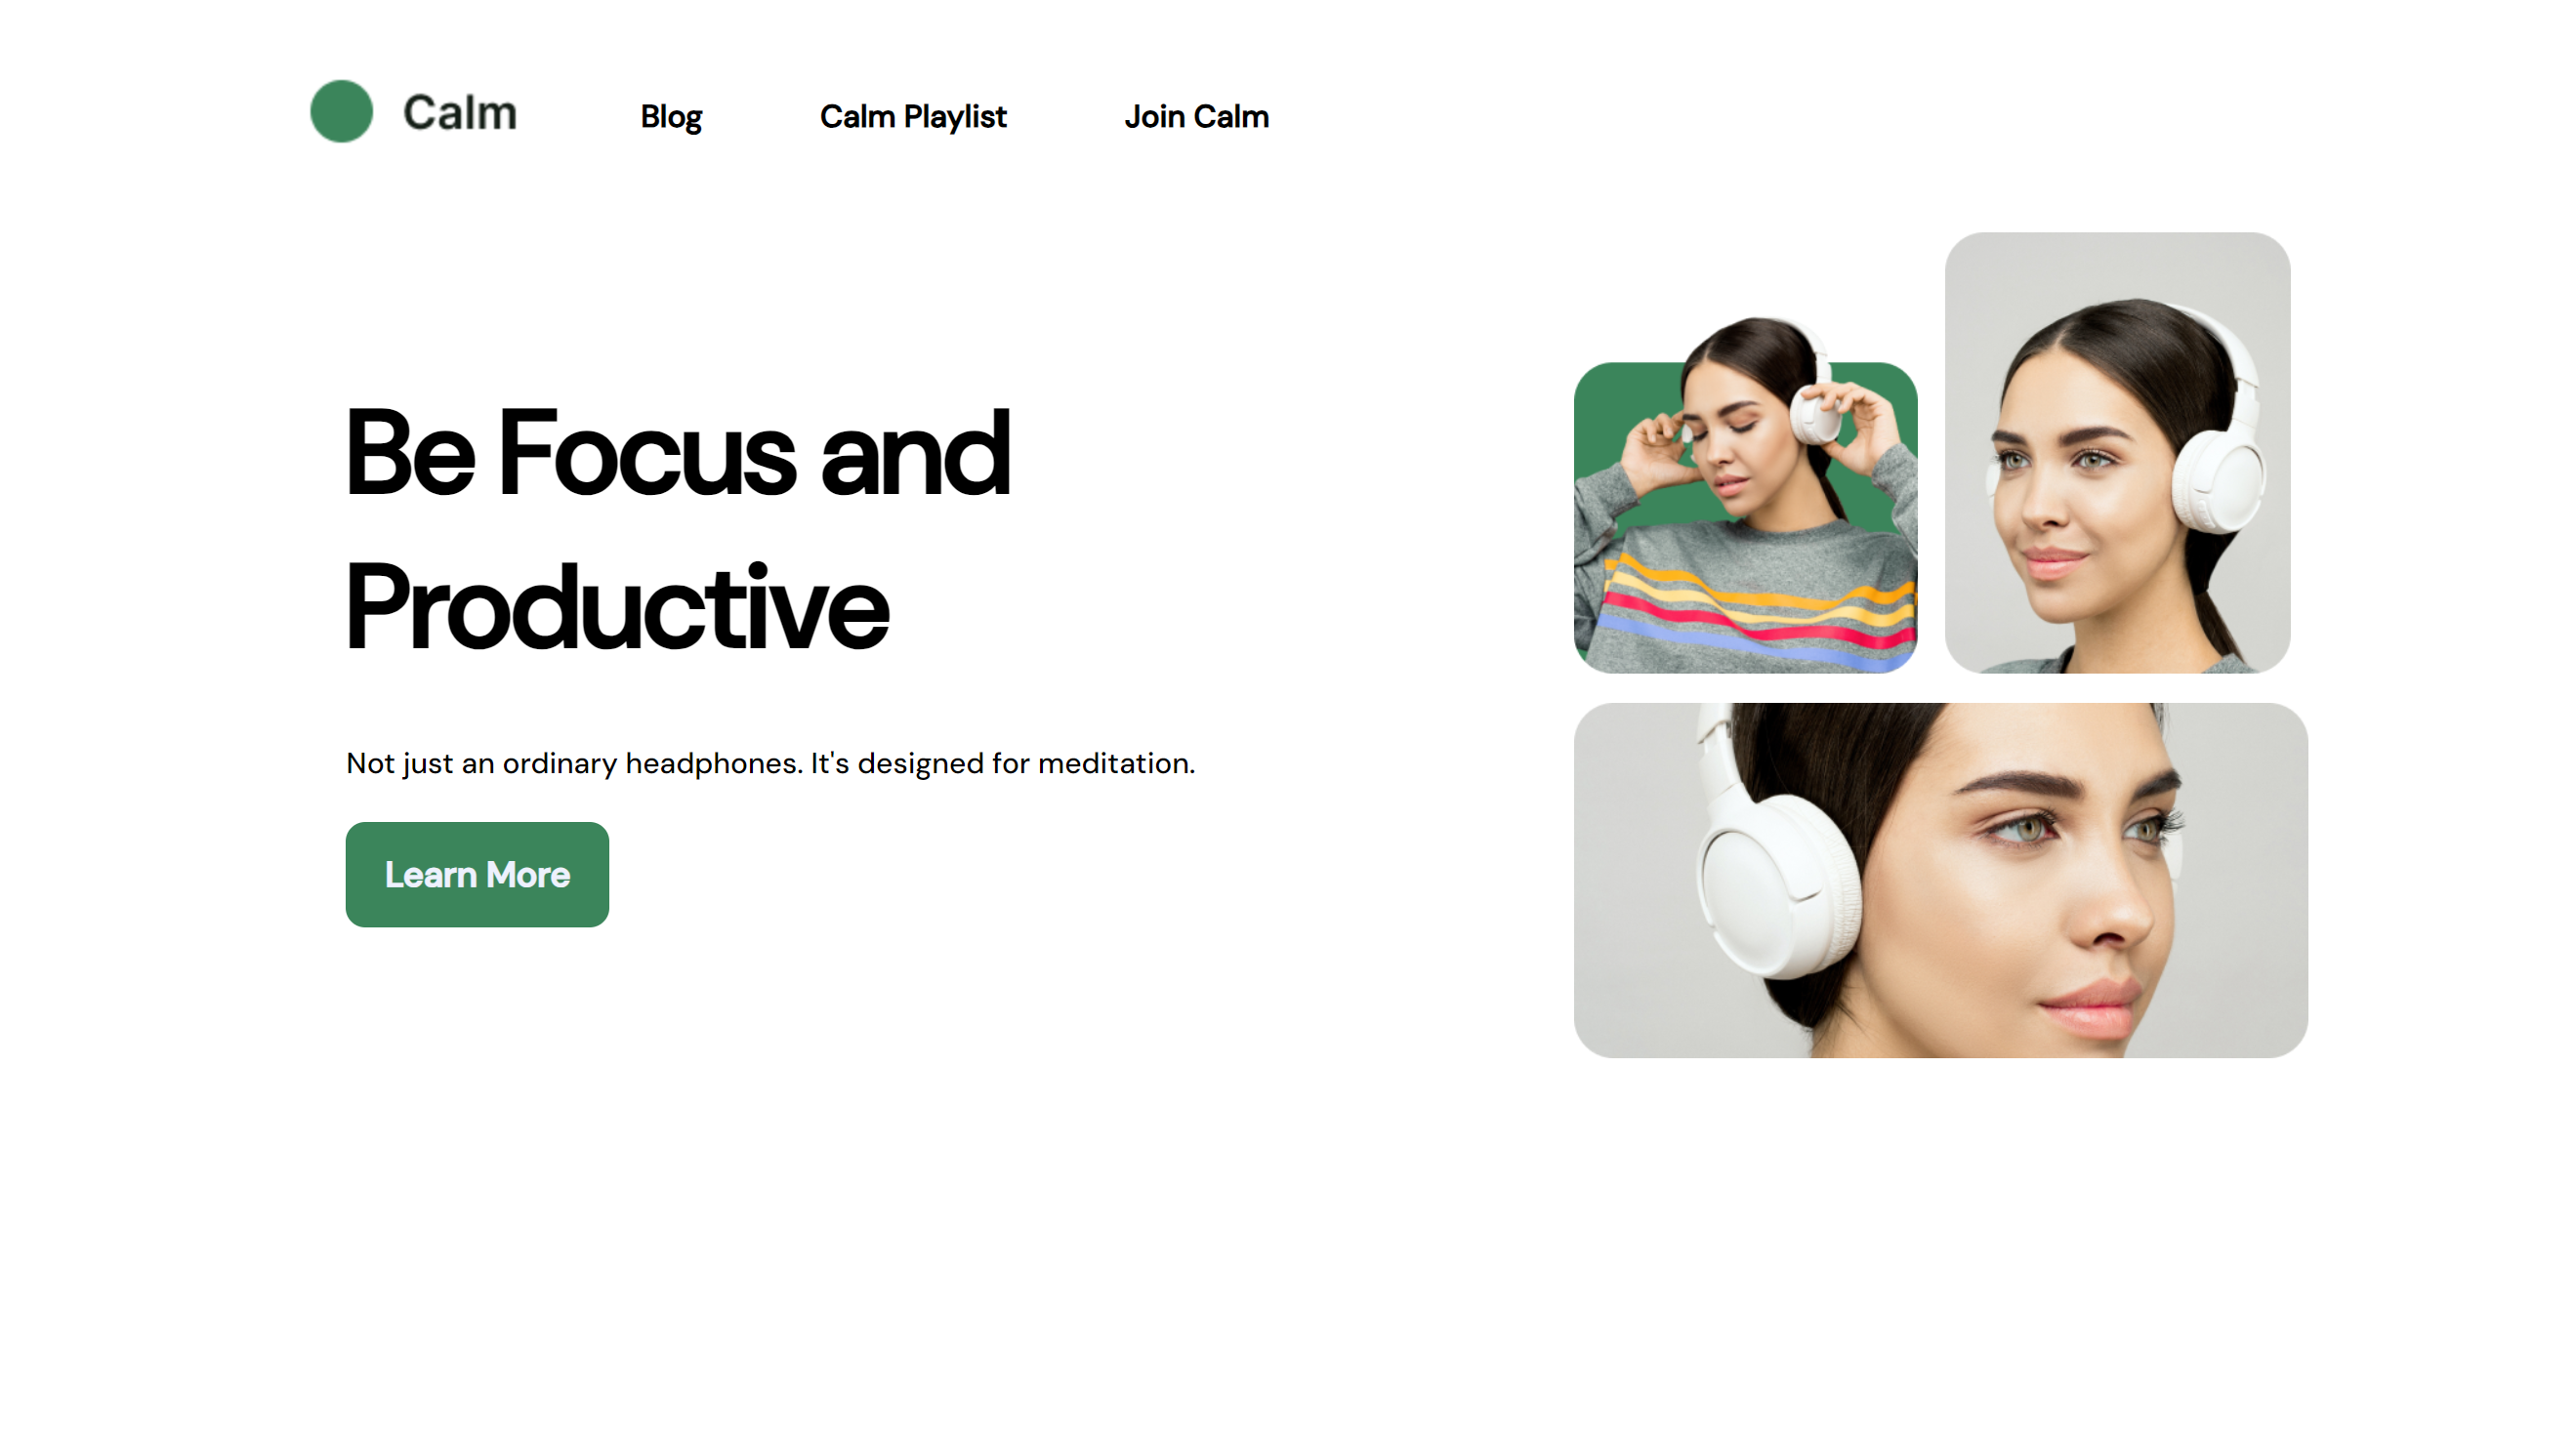 Calm
Blog
Calm Playlist
Join Calm
Be Focus and
Productive
Not just an ordinary headphones. It's designed for meditation.
Learn More